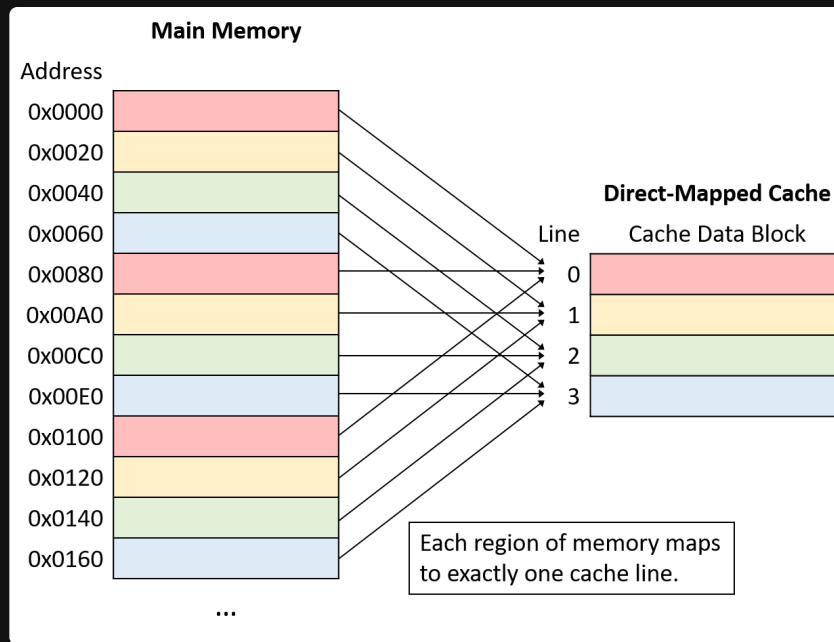 Main Memory
Address
0x0000
0x0020
0x0040
0x0060
0x0080
0x00A0
0x00C0
0x00E0
0x0100
0x0120
0x0140
0x0160
...
Direct-Mapped Cache
Line Cache Data Block
0
1
2
3
Each region of memory maps
to exactly one cache line.